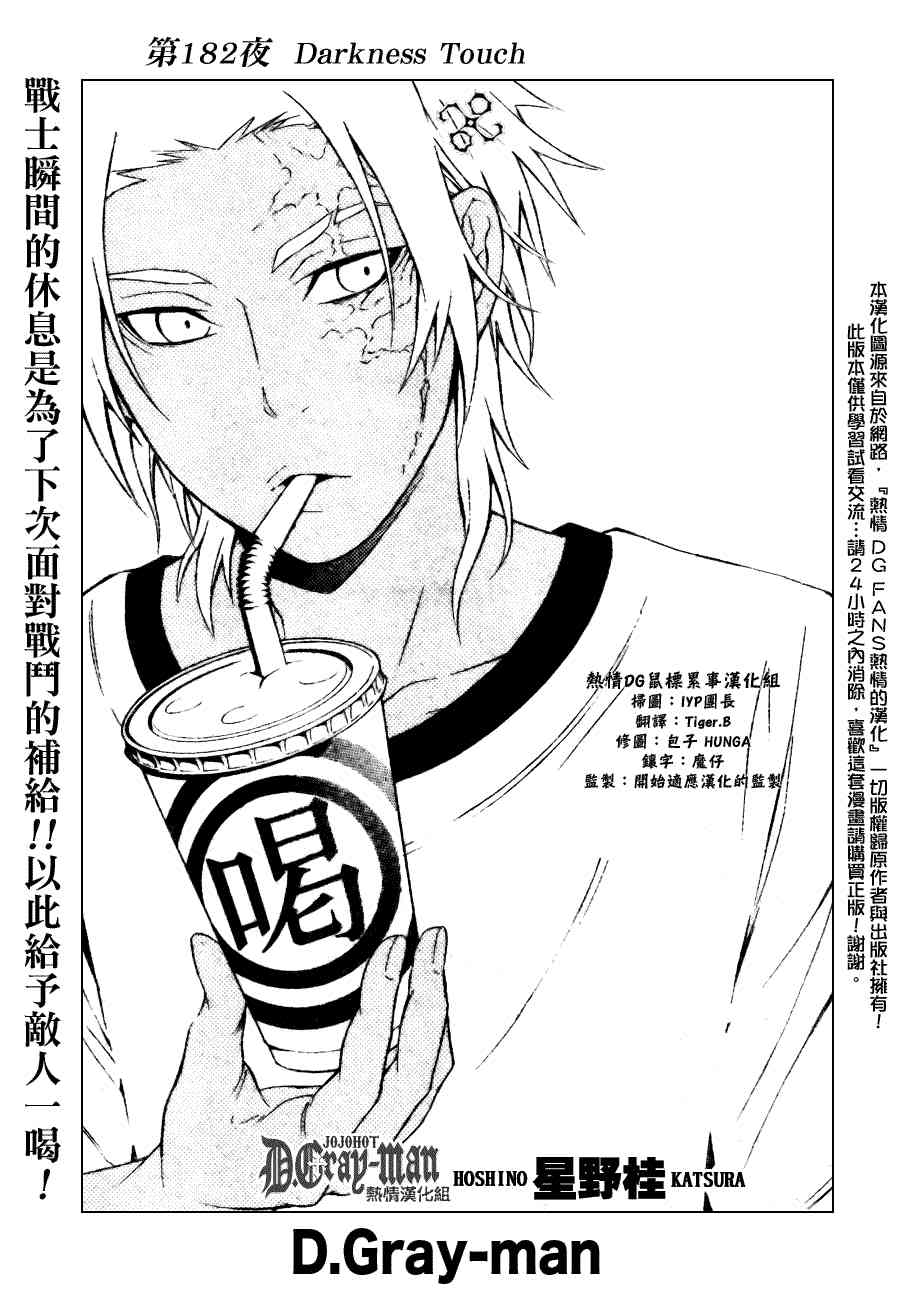 第182夜 Darkness Touch
戰士瞬間的休息是為了下次面對戰鬥的補給!!以此給予敵人一喝!
本漢化圖源來自於網路,『熱情DG FANS熱情的漢化』一切版權歸原作者與出版社擁有!
此版本僅供學習試看交流…請24小時之內消除,喜歡這套漫畫請購買正版!謝謝。
熱情DG鼠標累事漢化組
掃圖:IYP團長
翻譯:Tiger.B
修圖:包子 HUNGA
鑲字:魔仔
監製:開始適應漢化的監製
喝
JOJOHOT
D.Gray-man
熱情漢化組
HOSHINO 星野桂 KATSURA
D.Gray-man